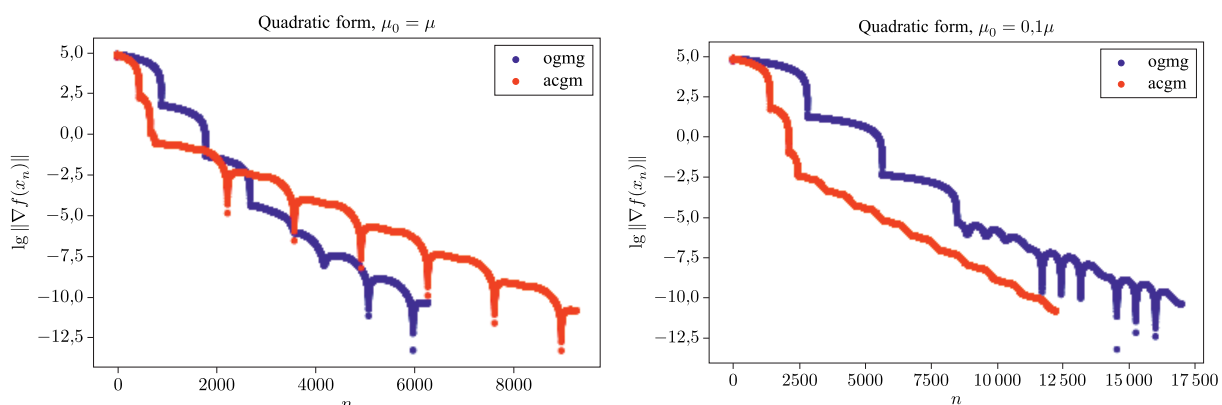 Quadratic form, μ₀ = μ
5,0
2,5
0,0
−2,5
−5,0
−7,5
−10,0
−12,5
lg ‖∇f(xₙ)‖
ogmg
acgm
0 2000 4000 6000 8000
n
Quadratic form, μ₀ = 0,1μ
5,0
2,5
0,0
−2,5
−5,0
−7,5
−10,0
−12,5
lg ‖∇f(xₙ)‖
ogmg
acgm
0 2500 5000 7500 10 000 12 500 15 000 17 500
n